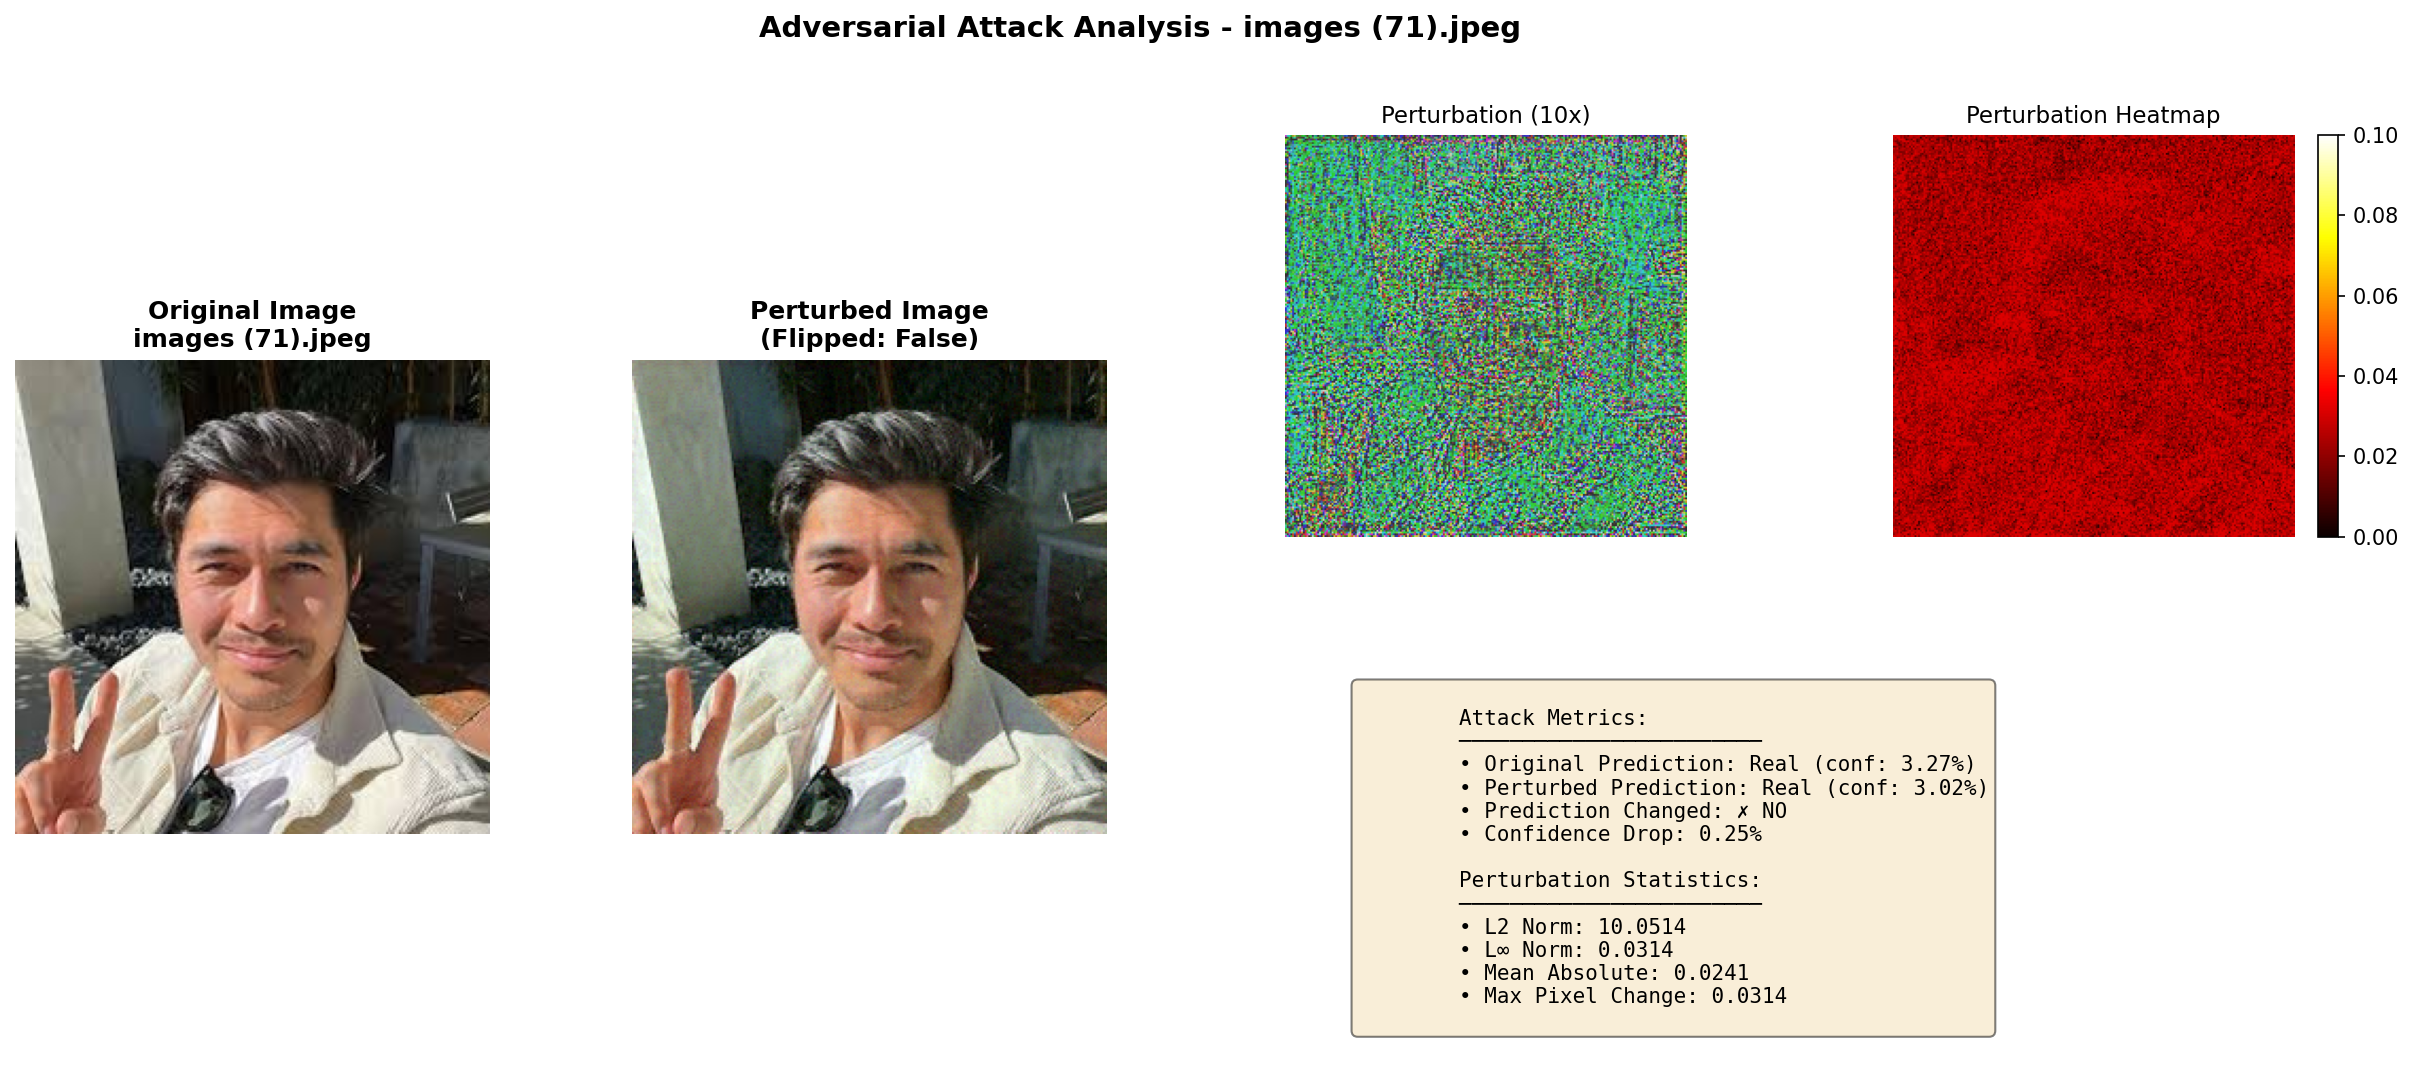 Adversarial Attack Analysis - images (71).jpeg
Original Image
images (71).jpeg
Perturbed Image
(Flipped: False)
Perturbation (10x)
Perturbation Heatmap
0.10
0.08
0.06
0.04
0.02
0.00
Attack Metrics:
• Original Prediction: Real (conf: 3.27%)
• Perturbed Prediction: Real (conf: 3.02%)
• Prediction Changed: ✗ NO
• Confidence Drop: 0.25%
Perturbation Statistics:
• L2 Norm: 10.0514
• L∞ Norm: 0.0314
• Mean Absolute: 0.0241
• Max Pixel Change: 0.0314